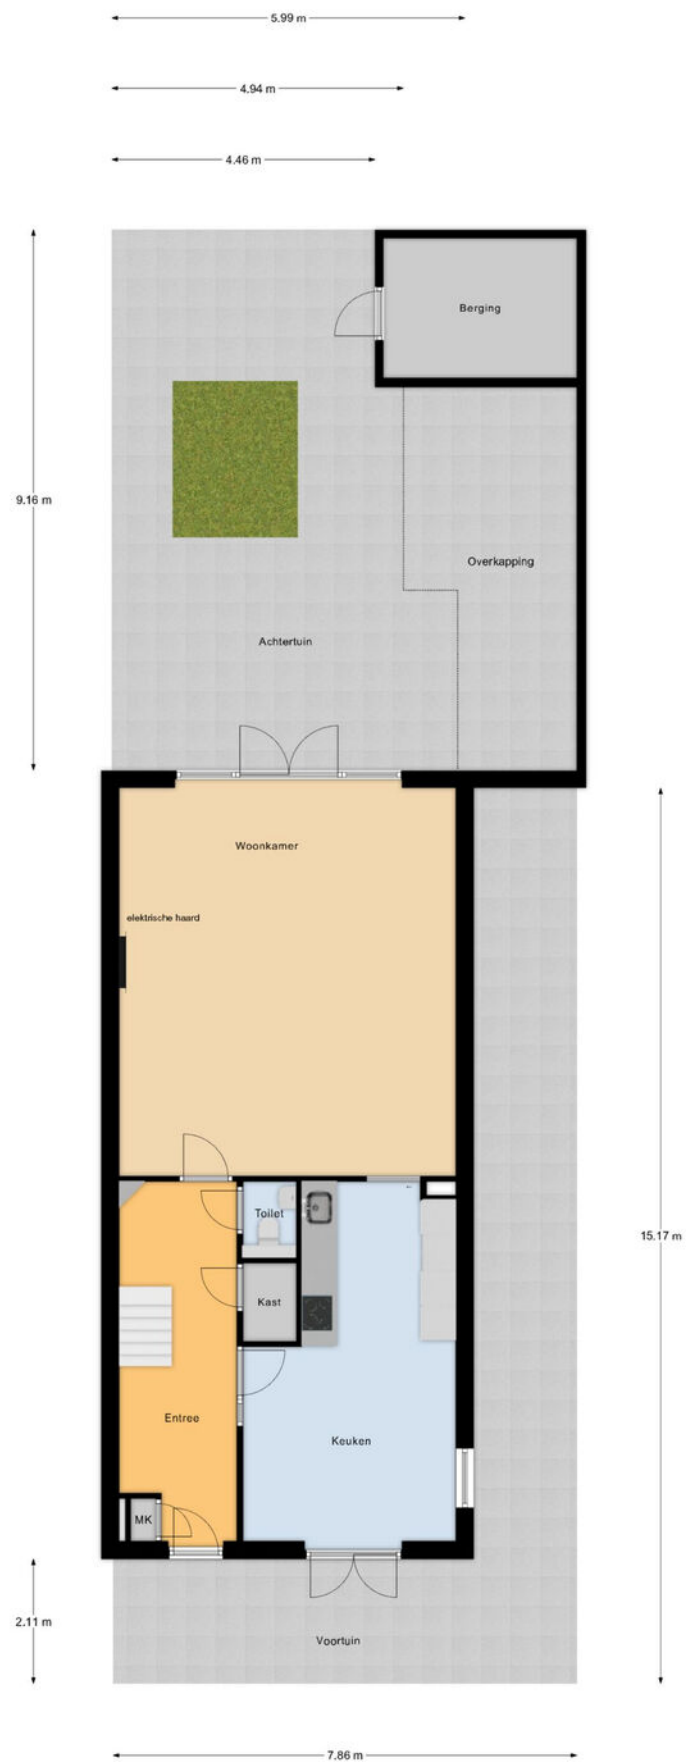 5.99 m
4.94 m
4.46 m
Berging
9.16 m
Overkapping
Achtertuin
Woonkamer
elektrische haard
Toilet
15.17 m
Kast
Entree
Keuken
MK
2.11 m
Voortuin
7.86 m